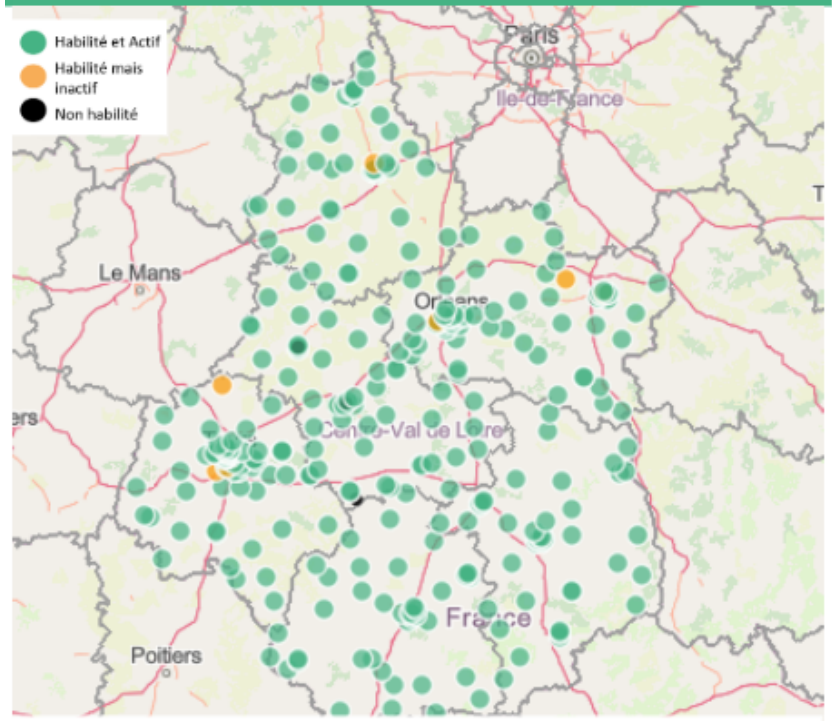 Paris
Habilité et Actif
Habilité mais
inactif
Non habilité
Ile-de-France
T
Le Mans
Orléans
ers
Centre-Val de Loire
France
Poitiers